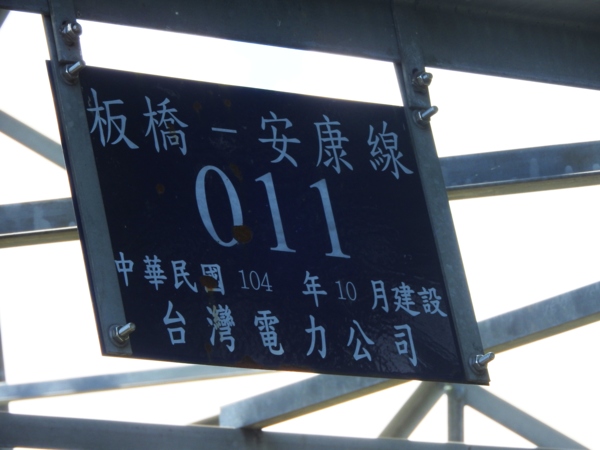 板橋－安康線
011
中華民國 104 年 10 月建設
台灣電力公司